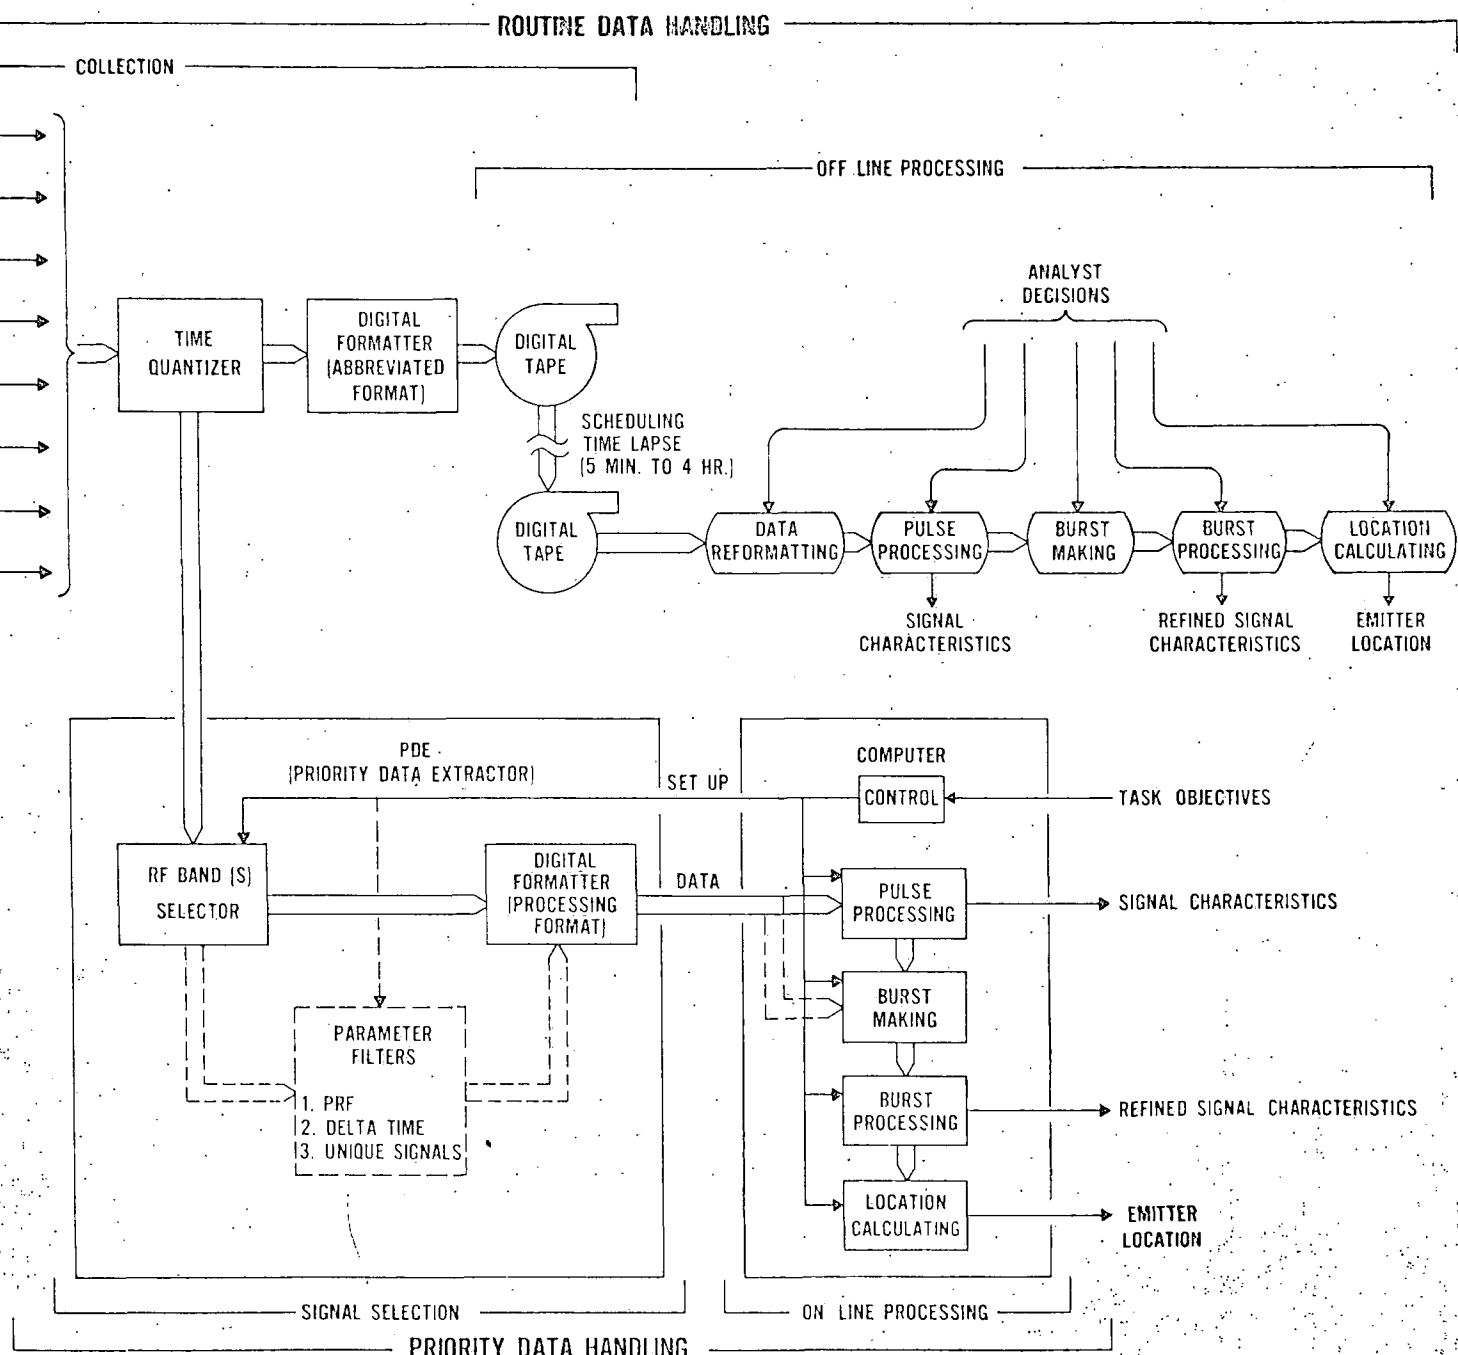 ROUTINE DATA HANDLING
COLLECTION
OFF LINE PROCESSING
ANALYST
DECISIONS
TIME
QUANTIZER
DIGITAL
FORMATTER
(ABBREVIATED
FORMAT)
DIGITAL
TAPE
SCHEDULING
TIME LAPSE
(5 MIN. TO 4 HR.)
DIGITAL
TAPE
DATA
REFORMATTING
PULSE
PROCESSING
BURST
MAKING
BURST
PROCESSING
LOCATION
CALCULATING
SIGNAL
CHARACTERISTICS
REFINED SIGNAL
CHARACTERISTICS
EMITTER
LOCATION
PDE
(PRIORITY DATA EXTRACTOR)
SET UP
COMPUTER
CONTROL
TASK OBJECTIVES
RF BAND (S)
SELECTOR
DIGITAL
FORMATTER
(PROCESSING
FORMAT)
DATA
PULSE
PROCESSING
SIGNAL CHARACTERISTICS
BURST
MAKING
PARAMETER
FILTERS
1. PRF
2. DELTA TIME
3. UNIQUE SIGNALS
BURST
PROCESSING
REFINED SIGNAL CHARACTERISTICS
LOCATION
CALCULATING
EMITTER
LOCATION
SIGNAL SELECTION
ON LINE PROCESSING
PRIORITY DATA HANDLING